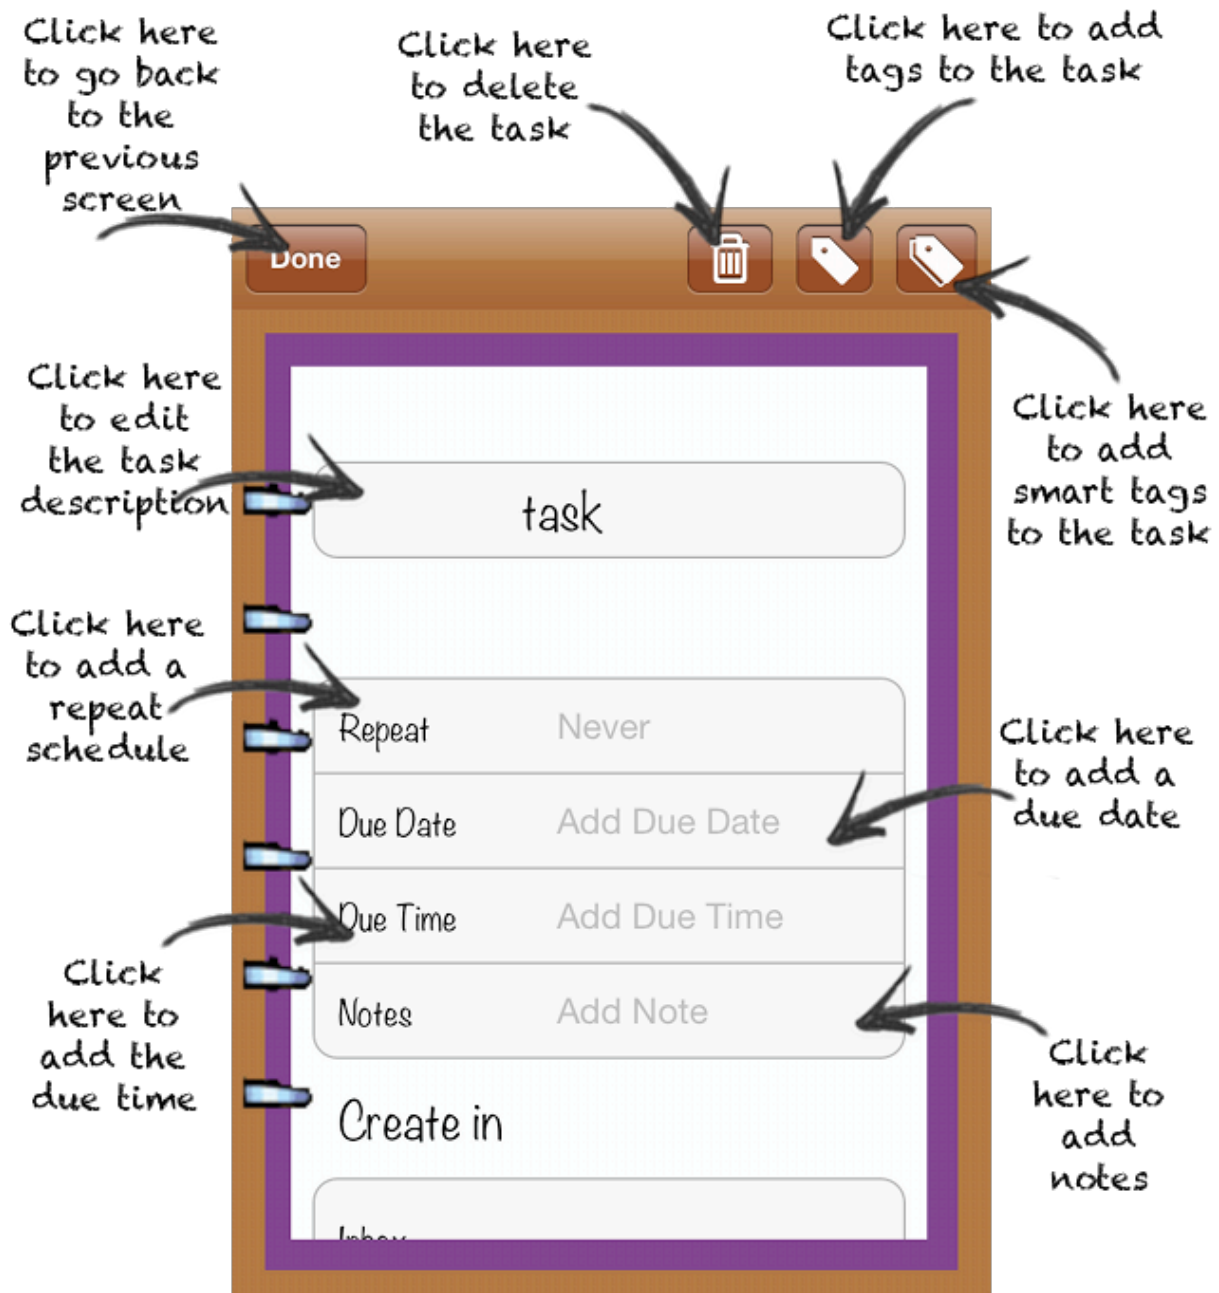 Click here
to go back
to the
previous
screen
Click here
to delete
the task
Click here to add
tags to the task
Done
Click here
to edit
the task
description
Click here
to add
smart tags
to the task
task
Click here
to add a
repeat
schedule
Repeat Never
Click here
to add a
due date
Due Date Add Due Date
Due Time Add Due Time
Click
here to
add the
due time
Notes Add Note
Click
here to
add
notes
Create in
Inbox